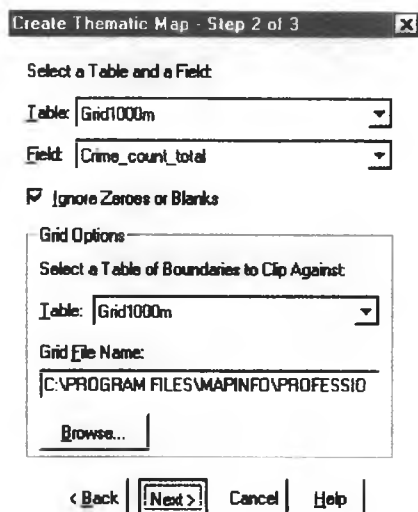 Create Thematic Map - Step 2 of 3
Select a Table and a Field:
Table: Grid1000m
Field: Crime_count_total
Ignore Zeroes or Blanks
Grid Options
Select a Table of Boundaries to Clip Against:
Table: Grid1000m
Grid File Name:
C:\PROGRAM FILES\MAPINFO\PROFESSIO
Browse...
< Back Next > Cancel Help